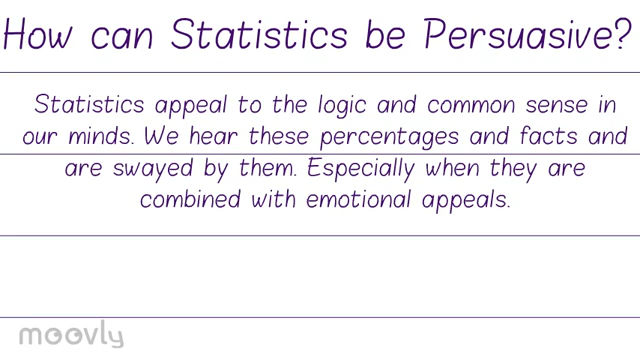 How can Statistics be Persuasive?
Statistics appeal to the logic and common sense in
our minds. We hear these percentages and facts and
are swayed by them. Especially when they are
combined with emotional appeals.
moovly